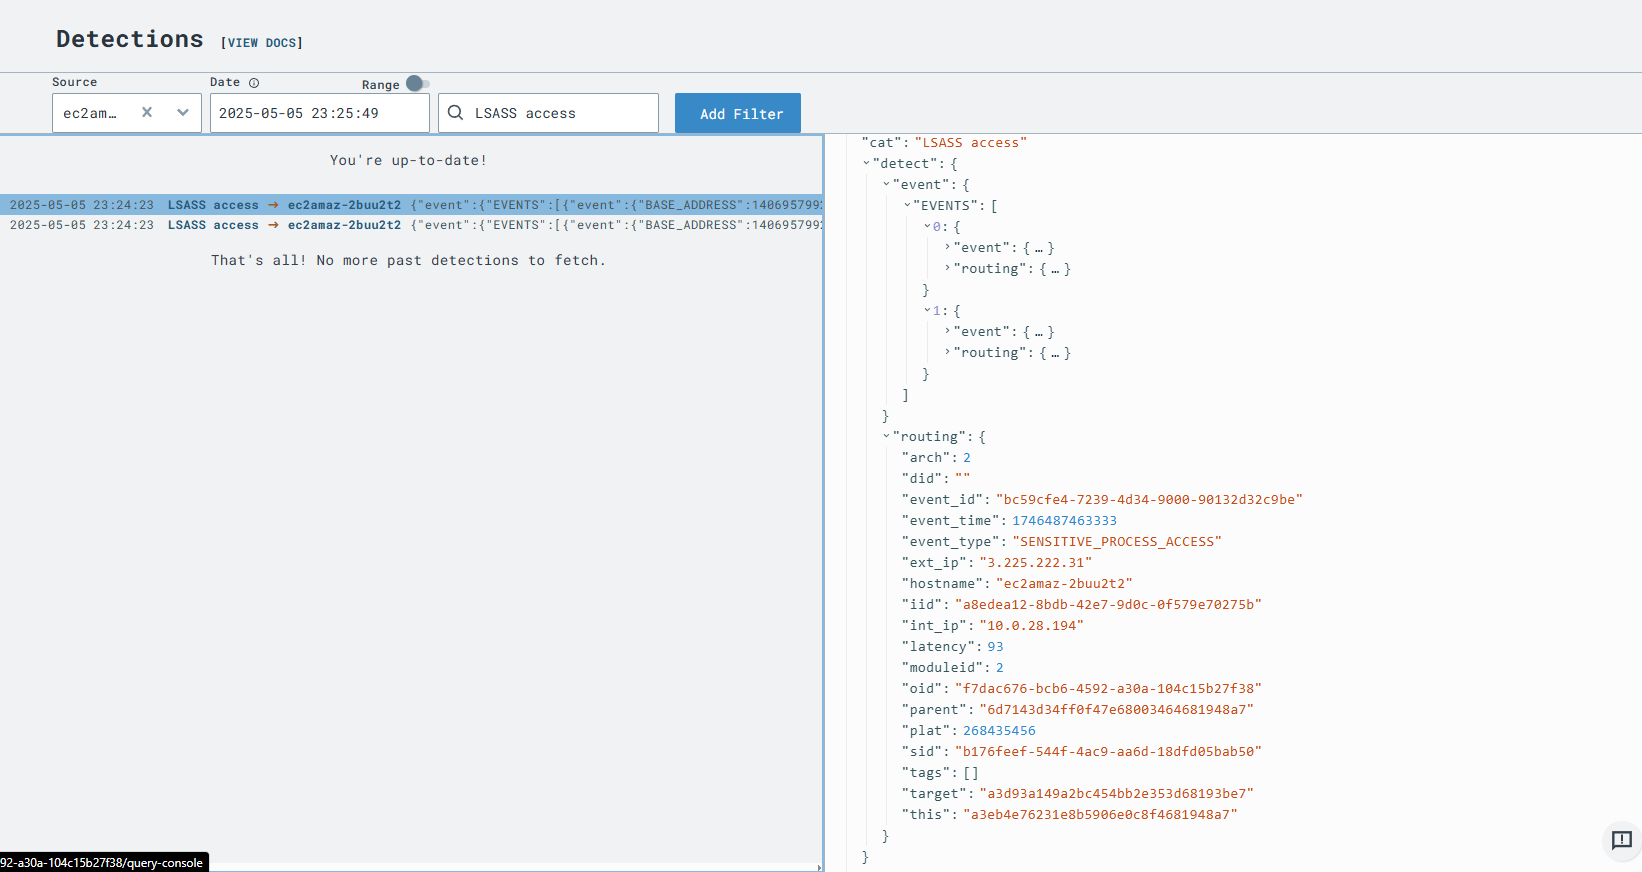 Detections [VIEW DOCS]
Source
Date
Range
ec2am…
2025-05-05 23:25:49
LSASS access
Add Filter
You're up-to-date!
2025-05-05 23:24:23 LSASS access → ec2amaz-2buu2t2 {"event":{"EVENTS":[{"event":{"BASE_ADDRESS":1406957992
2025-05-05 23:24:23 LSASS access → ec2amaz-2buu2t2 {"event":{"EVENTS":[{"event":{"BASE_ADDRESS":1406957992
That's all! No more past detections to fetch.
"cat": "LSASS access"
"detect": {
"event": {
"EVENTS": [
0: {
"event": { … }
"routing": { … }
}
1: {
"event": { … }
"routing": { … }
}
]
}
"routing": {
"arch": 2
"did": ""
"event_id": "bc59cfe4-7239-4d34-9000-90132d32c9be"
"event_time": 1746487463333
"event_type": "SENSITIVE_PROCESS_ACCESS"
"ext_ip": "3.225.222.31"
"hostname": "ec2amaz-2buu2t2"
"iid": "a8edea12-8bdb-42e7-9d0c-0f579e70275b"
"int_ip": "10.0.28.194"
"latency": 93
"moduleid": 2
"oid": "f7dac676-bcb6-4592-a30a-104c15b27f38"
"parent": "6d7143d34ff0f47e68003464681948a7"
"plat": 268435456
"sid": "b176feef-544f-4ac9-aa6d-18dfd05bab50"
"tags": []
"target": "a3d93a149a2bc454bb2e353d68193be7"
"this": "a3eb4e76231e8b5906e0c8f4681948a7"
}
}
92-a30a-104c15b27f38/query-console